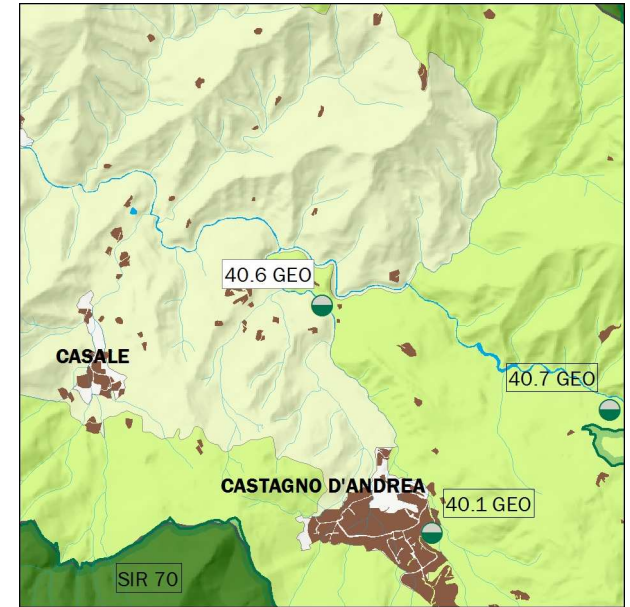 40.6 GEO
CASALE
40.7 GEO
CASTAGNO D'ANDREA
40.1 GEO
SIR 70